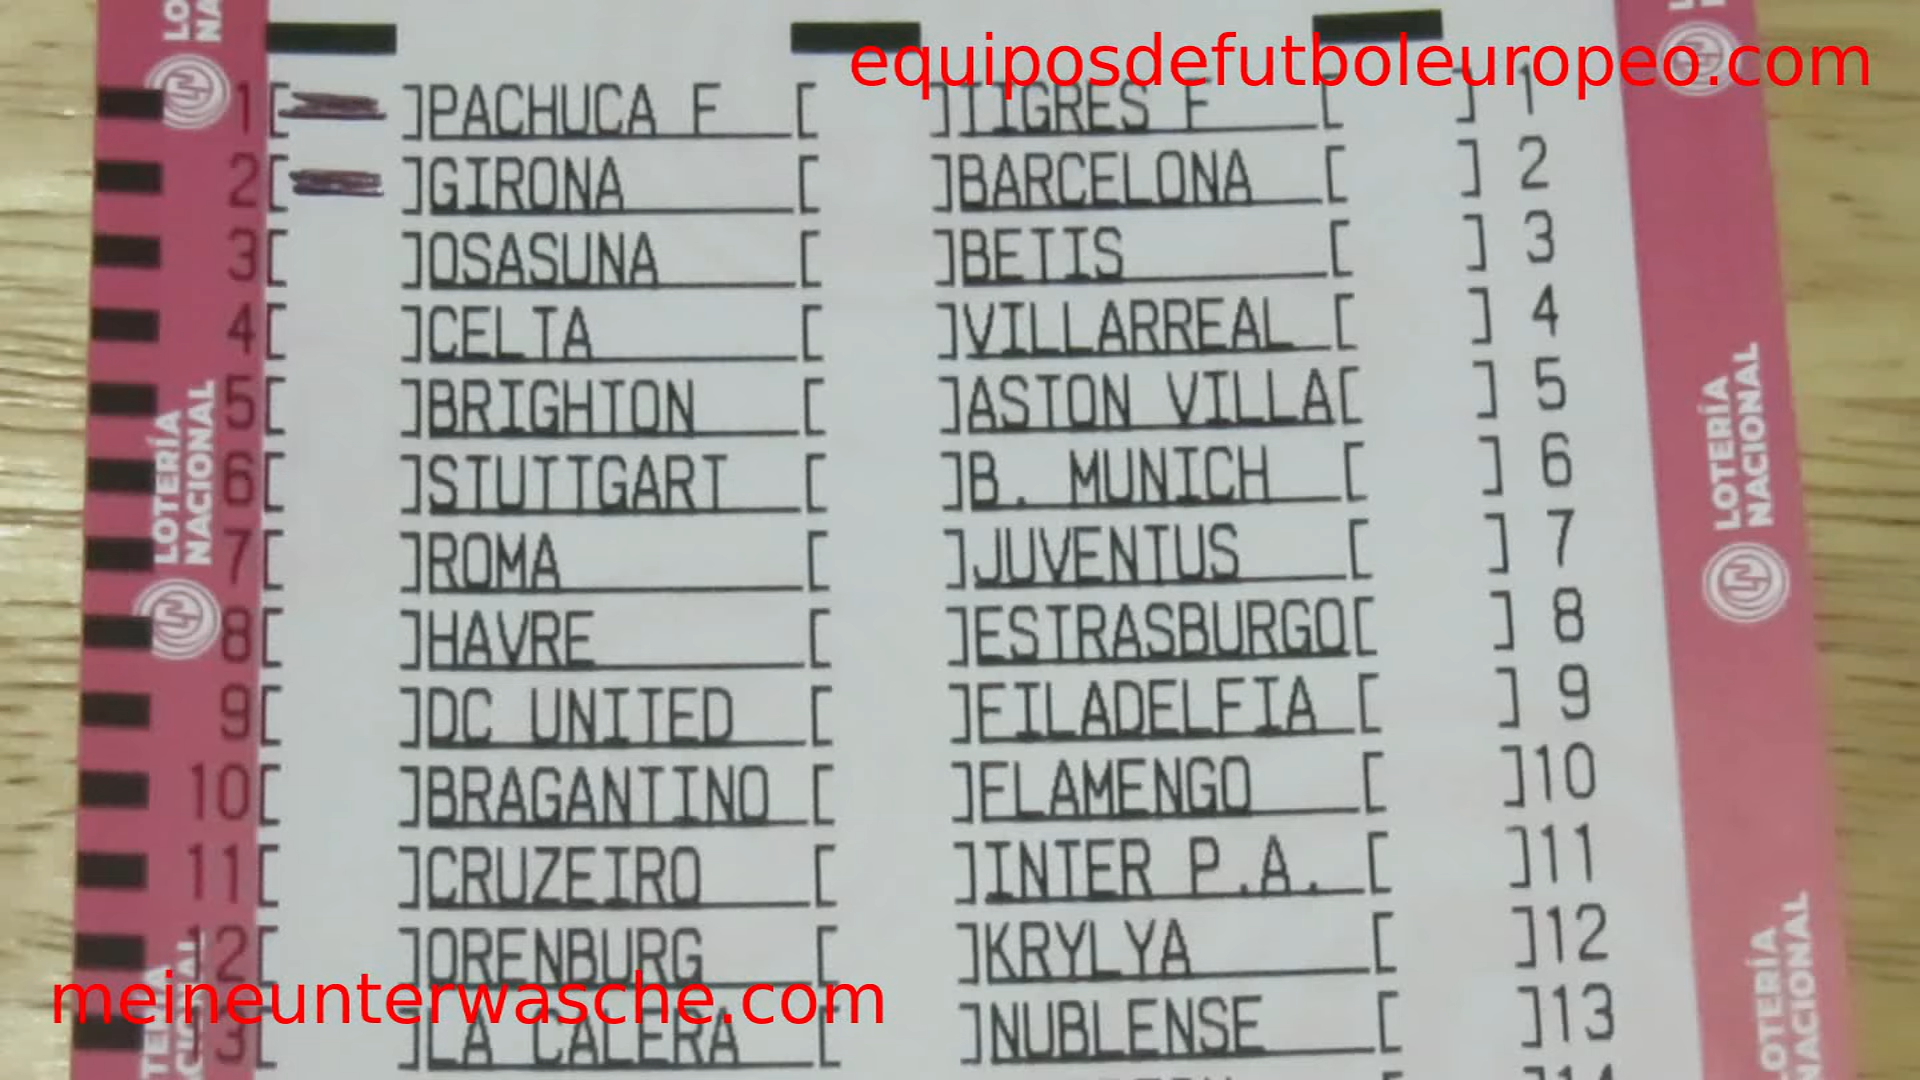 equiposdefutboleuropeo.com
1[ ]PACHUCA F [ ]TIGRES F [ ] 1
2[ ]GIRONA [ ]BARCELONA [ ] 2
3[ ]OSASUNA [ ]BETIS [ ] 3
4[ ]CELTA [ ]VILLARREAL [ ] 4
5[ ]BRIGHTON [ ]ASTON VILLA[ ] 5
6[ ]STUTTGART [ ]B. MUNICH [ ] 6
7[ ]ROMA [ ]JUVENTUS [ ] 7
8[ ]HAVRE [ ]ESTRASBURGO[ ] 8
9[ ]DC UNITED [ ]FILADELFIA [ ] 9
10[ ]BRAGANTINO [ ]FLAMENGO [ ]10
11[ ]CRUZEIRO [ ]INTER P.A. [ ]11
12[ ]ORENBURG [ ]KRYLYA [ ]12
meineunterwasche.com
13[ ]LA CALERA [ ]NUBLENSE [ ]13
LOTERÍA
NACIONAL
LOTERÍA
NACIONAL
LOTERÍA
NACIONAL